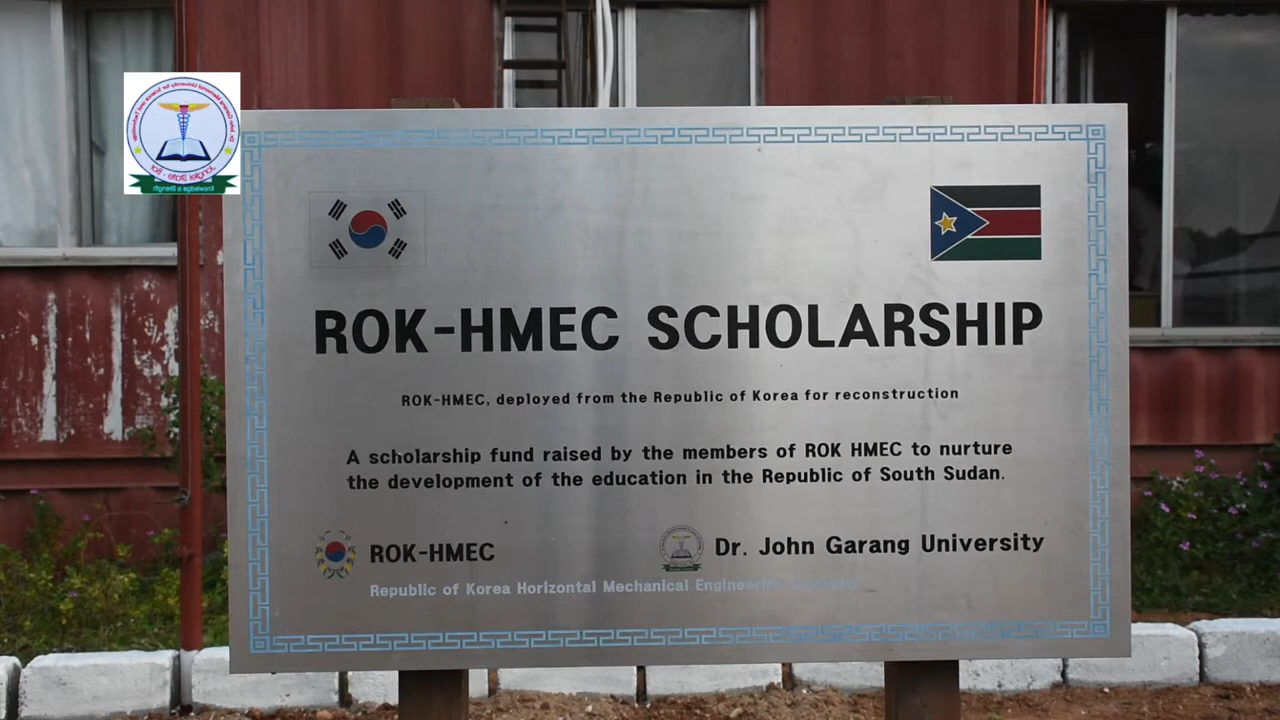 ROK-HMEC SCHOLARSHIP
ROK-HMEC, deployed from the Republic of Korea for reconstruction
A scholarship fund raised by the members of ROK HMEC to nurture
the development of the education in the Republic of South Sudan.
ROK-HMEC
Dr. John Garang University
Republic of Korea Horizontal Mechanical Engineering